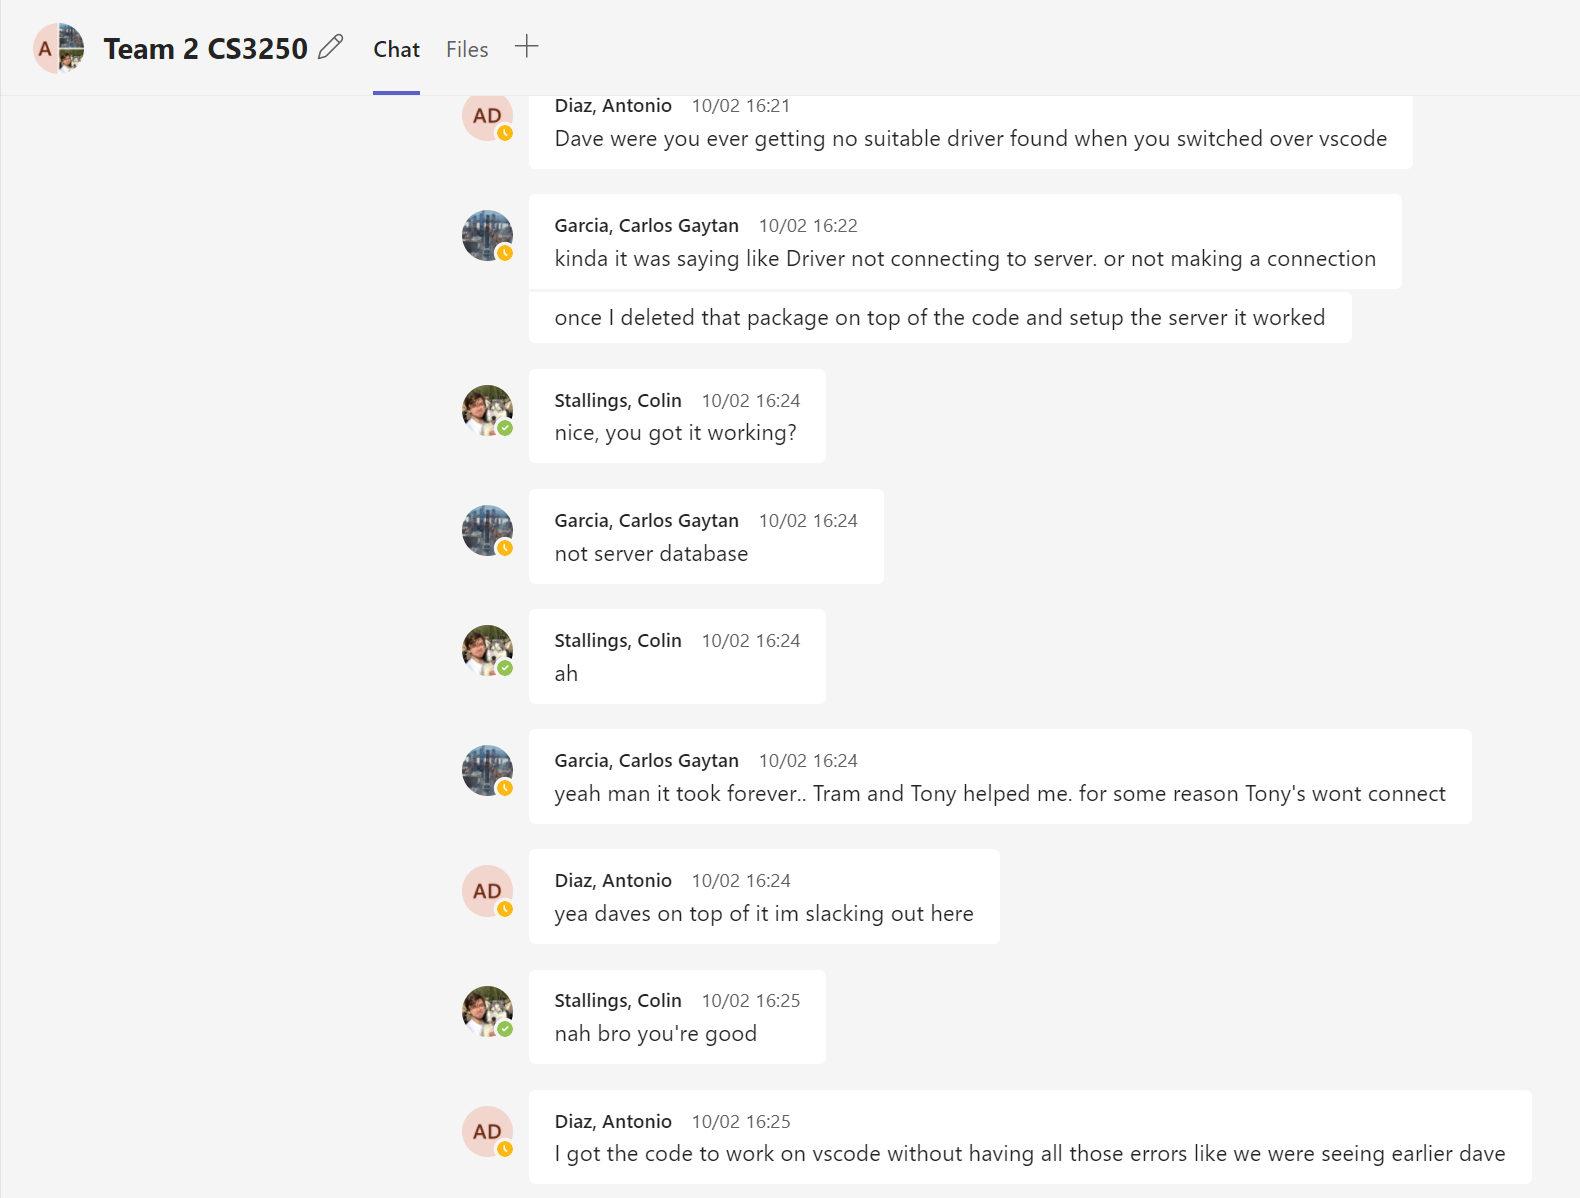 A
Team 2 CS3250
Chat
Files
AD
Diaz, Antonio 10/02 16:21
Dave were you ever getting no suitable driver found when you switched over vscode
Garcia, Carlos Gaytan 10/02 16:22
kinda it was saying like Driver not connecting to server. or not making a connection
once I deleted that package on top of the code and setup the server it worked
Stallings, Colin 10/02 16:24
nice, you got it working?
Garcia, Carlos Gaytan 10/02 16:24
not server database
Stallings, Colin 10/02 16:24
ah
Garcia, Carlos Gaytan 10/02 16:24
yeah man it took forever.. Tram and Tony helped me. for some reason Tony's wont connect
AD
Diaz, Antonio 10/02 16:24
yea daves on top of it im slacking out here
Stallings, Colin 10/02 16:25
nah bro you're good
AD
Diaz, Antonio 10/02 16:25
I got the code to work on vscode without having all those errors like we were seeing earlier dave